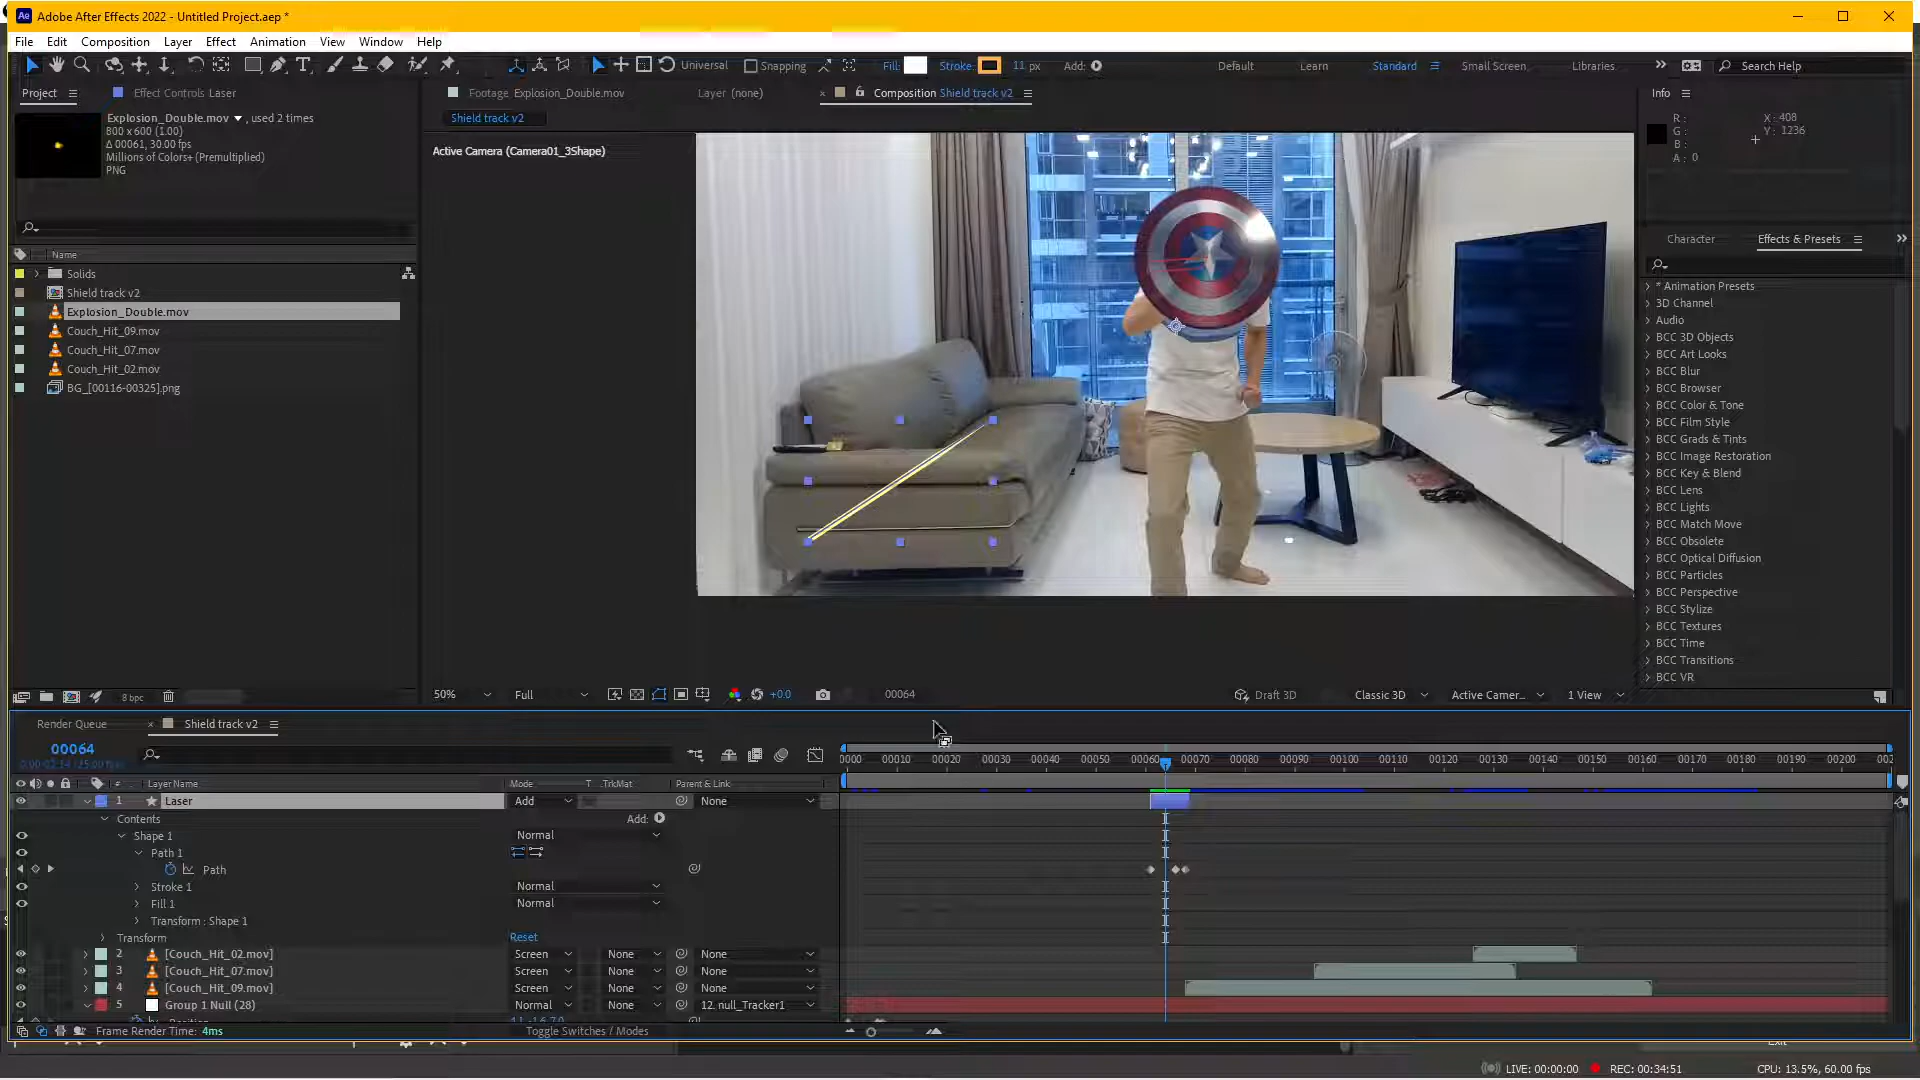 Adobe After Effects 2022 - Untitled Project.aep *
File Edit Composition Layer Effect Animation View Window Help
Universal Snapping Fill: Stroke: 11 px Add: Default Learn Standard Small Screen Libraries Search Help
Project Effect Controls Laser Footage Explosion_Double.mov Layer (none) Composition Shield track v2 Info
Explosion_Double.mov , used 2 times
800 x 600 (1.00)
Δ 00061, 30.00 fps
Millions of Colors+ (Premultiplied)
PNG
Shield track v2
Active Camera (Camera01_3Shape)
R :
G :
B :
A : 0
X : 408
Y : 1236
Name
Solids
Shield track v2
Explosion_Double.mov
Couch_Hit_09.mov
Couch_Hit_07.mov
Couch_Hit_02.mov
BG_[00116-00325].png
Character Effects & Presets
* Animation Presets
3D Channel
Audio
BCC 3D Objects
BCC Art Looks
BCC Blur
BCC Browser
BCC Color & Tone
BCC Film Style
BCC Grads & Tints
BCC Image Restoration
BCC Key & Blend
BCC Lens
BCC Lights
BCC Match Move
BCC Obsolete
BCC Optical Diffusion
BCC Particles
BCC Perspective
BCC Stylize
BCC Textures
BCC Time
BCC Transitions
BCC VR
8 bpc
50% Full +0.0 00064 Draft 3D Classic 3D Active Camer... 1 View
Render Queue Shield track v2
00064
00010 00020 00030 00040 00050 00060 00070 00080 00090 00100 00110 00120 00130 00140 00150 00160 00170 00180 00190 00200
# Layer Name Mode T .TrkMat Parent & Link
1 Laser Add None
Contents Add:
Shape 1 Normal
Path 1
Path
Stroke 1 Normal
Fill 1 Normal
Transform : Shape 1
Transform Reset
2 [Couch_Hit_02.mov] Screen None None
3 [Couch_Hit_07.mov] Screen None None
4 [Couch_Hit_09.mov] Screen None None
5 Group 1 Null (28) Normal None 12. null_Tracker1
Frame Render Time: 4ms Toggle Switches / Modes
LIVE: 00:00:00 REC: 00:34:51 CPU: 13.5%, 60.00 fps